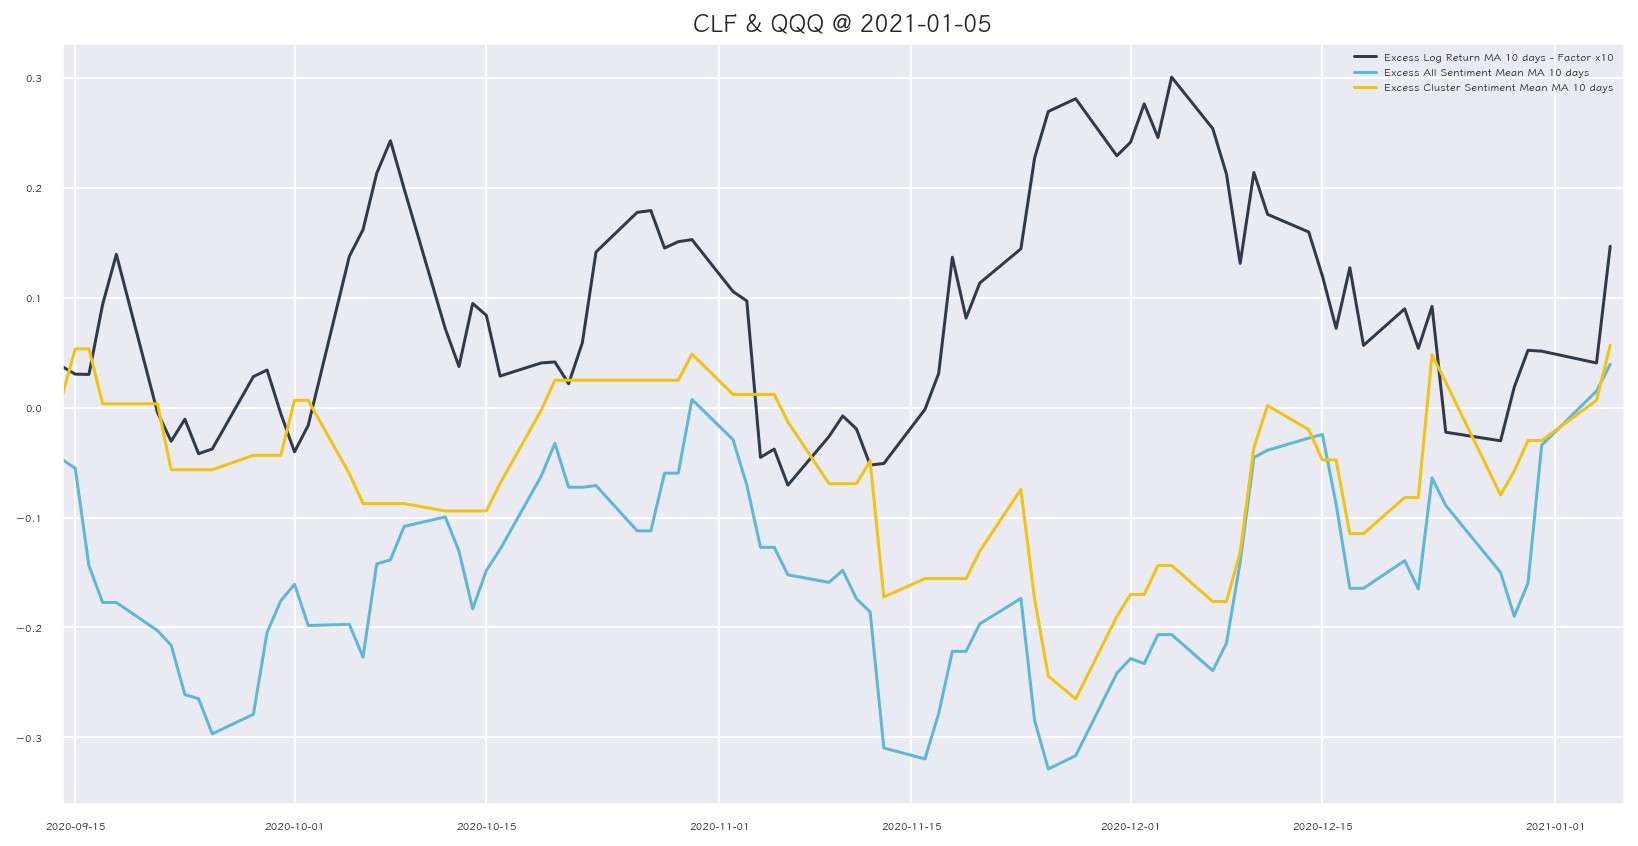 CLF & QQQ @ 2021-01-05
Excess Log Return MA 10 days - Factor x10
Excess All Sentiment Mean MA 10 days
Excess Cluster Sentiment Mean MA 10 days
0.3
0.2
0.1
0.0
−0.1
−0.2
−0.3
2020-09-15 2020-10-01 2020-10-15 2020-11-01 2020-11-15 2020-12-01 2020-12-15 2021-01-01